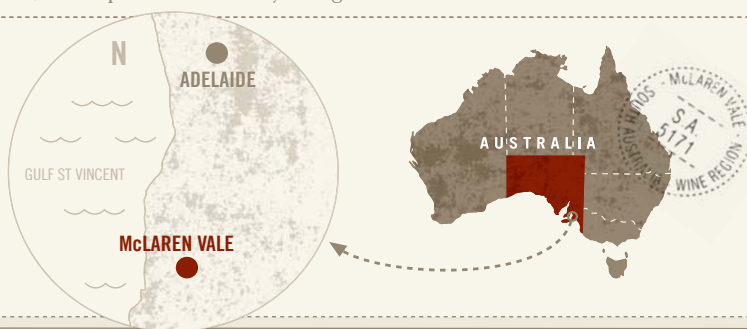 N
ADELAIDE
GULF ST VINCENT
McLAREN VALE
AUSTRALIA
- McLAREN VALE -
S.A.
5171
WINE REGION